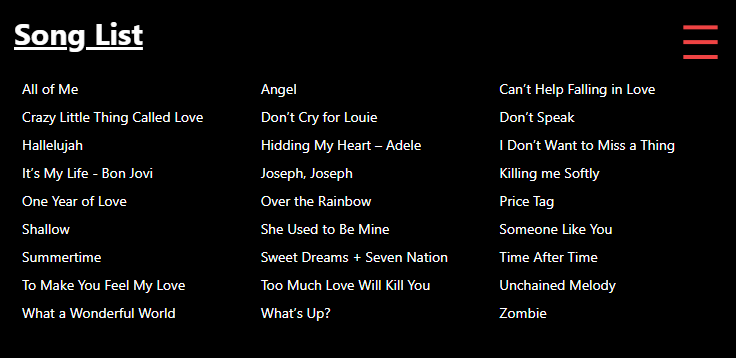 Song List
All of Me
Angel
Can’t Help Falling in Love
Crazy Little Thing Called Love
Don’t Cry for Louie
Don’t Speak
Hallelujah
Hidding My Heart – Adele
I Don’t Want to Miss a Thing
It’s My Life - Bon Jovi
Joseph, Joseph
Killing me Softly
One Year of Love
Over the Rainbow
Price Tag
Shallow
She Used to Be Mine
Someone Like You
Summertime
Sweet Dreams + Seven Nation
Time After Time
To Make You Feel My Love
Too Much Love Will Kill You
Unchained Melody
What a Wonderful World
What’s Up?
Zombie